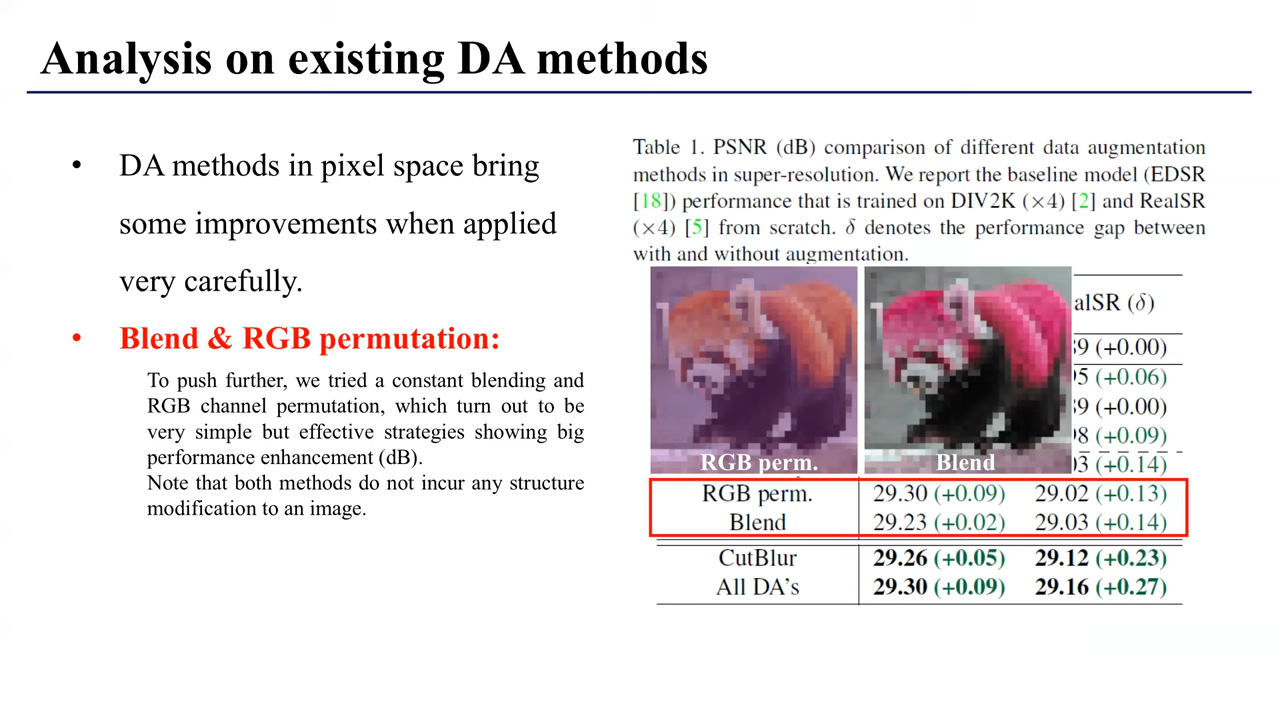 Analysis on existing DA methods
• DA methods in pixel space bring
some improvements when applied
very carefully.
• Blend & RGB permutation:
To push further, we tried a constant blending and
RGB channel permutation, which turn out to be
very simple but effective strategies showing big
performance enhancement (dB).
Note that both methods do not incur any structure
modification to an image.
Table 1. PSNR (dB) comparison of different data augmentation
methods in super-resolution. We report the baseline model (EDSR
[18]) performance that is trained on DIV2K (×4) [2] and RealSR
(×4) [5] from scratch. δ denotes the performance gap between
with and without augmentation.
alSR (δ)
9 (+0.00)
5 (+0.06)
9 (+0.00)
8 (+0.09)
3 (+0.14)
RGB perm. Blend
RGB perm. 29.30 (+0.09) 29.02 (+0.13)
Blend 29.23 (+0.02) 29.03 (+0.14)
CutBlur 29.26 (+0.05) 29.12 (+0.23)
All DA's 29.30 (+0.09) 29.16 (+0.27)